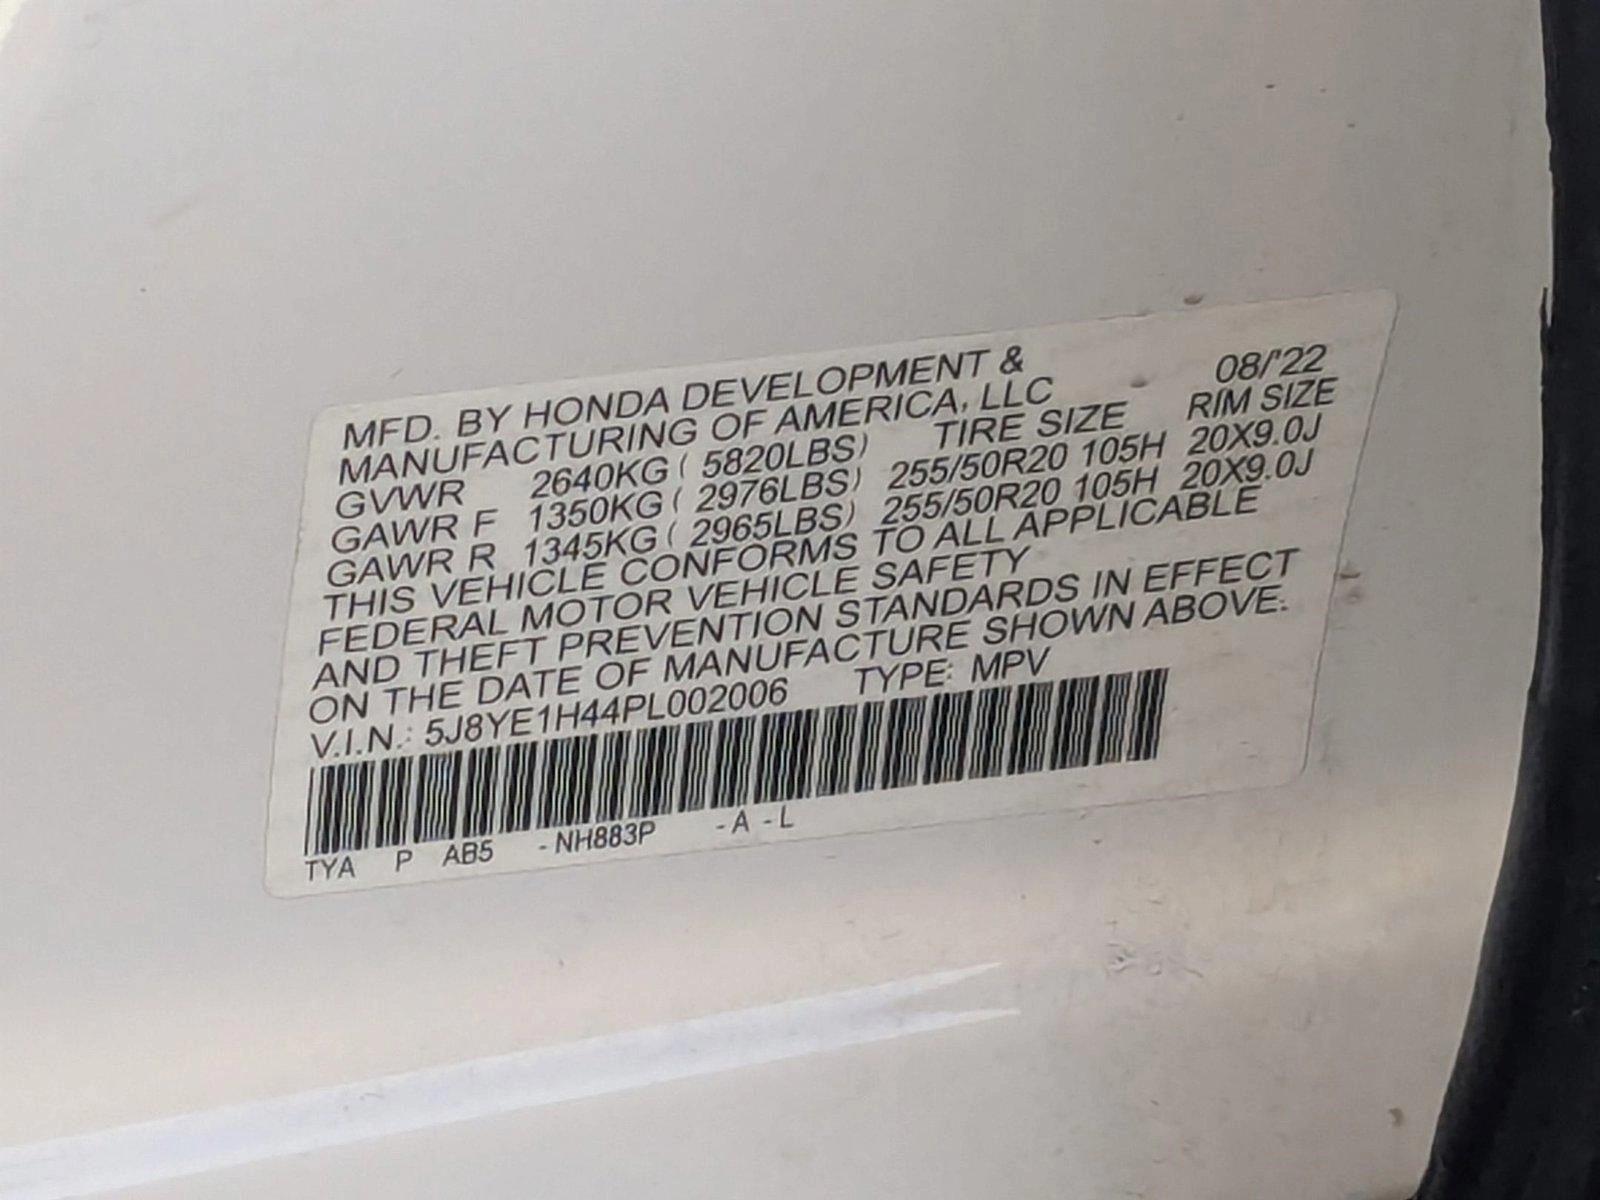 MFD. BY HONDA DEVELOPMENT & 08/'22
MANUFACTURING OF AMERICA, LLC
TIRE SIZE RIM SIZE
GVWR 2640KG ( 5820LBS)
GAWR F 1350KG ( 2976LBS) 255/50R20 105H 20X9.0J
GAWR R 1345KG ( 2965LBS) 255/50R20 105H 20X9.0J
THIS VEHICLE CONFORMS TO ALL APPLICABLE
FEDERAL MOTOR VEHICLE SAFETY
AND THEFT PREVENTION STANDARDS IN EFFECT
ON THE DATE OF MANUFACTURE SHOWN ABOVE.
V.I.N.: 5J8YE1H44PL002006 TYPE: MPV
TYA P AB5 - NH883P - A - L